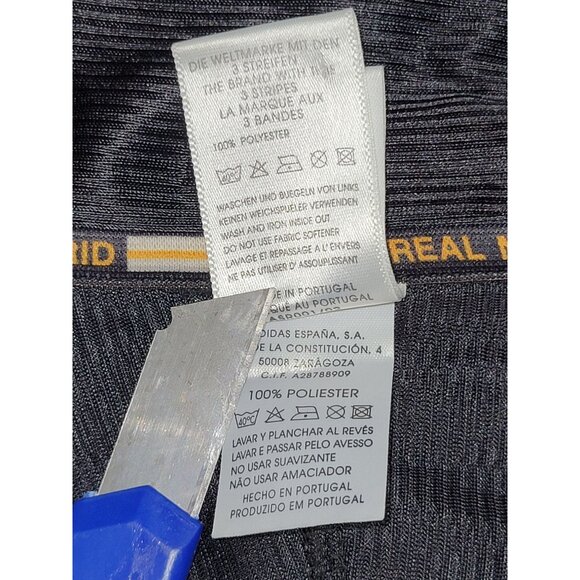 DIE WELTMARKE MIT DEN
3 STREIFEN
THE BRAND WITH THE
3 STRIPES
LA MARQUE AUX
3 BANDES
100% POLYESTER
WASCHEN UND BUEGELN VON LINKS
KEINEN WEICHSPUELER VERWENDEN
WASH AND IRON INSIDE OUT
DO NOT USE FABRIC SOFTENER
LAVAGE ET REPASSAGE A L' ENVERS
NE PAS UTILISER D' ASSOUPLISSANT
RID
REAL
E IN PORTUGAL
QUE AU PORTUGAL
DIDAS ESPAÑA, S.A.
DE LA CONSTITUCIÓN, 4
50008 ZARAGOZA
C.I.F. A28788909
100% POLIESTER
40°C
LAVAR Y PLANCHAR AL REVÉS
LAVAR E PASSAR PELO AVESSO
NO USAR SUAVIZANTE
NÃO USAR AMACIADOR
HECHO EN PORTUGAL
PRODUZIDO EM PORTUGAL